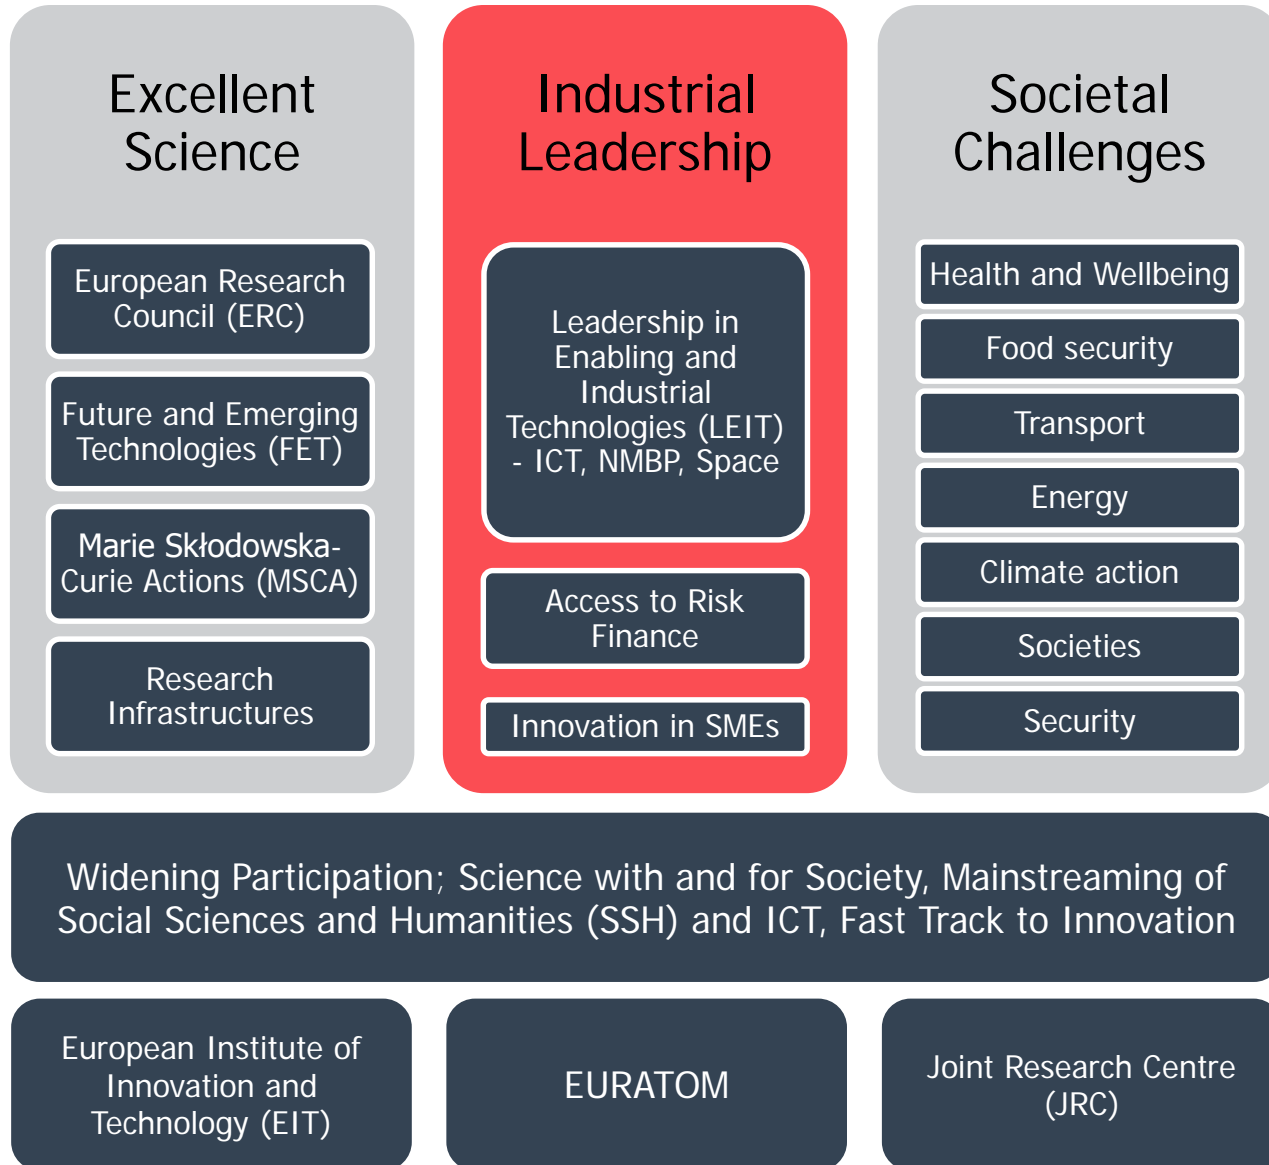 Excellent
Science
European Research
Council (ERC)
Future and Emerging
Technologies (FET)
Marie Skłodowska-
Curie Actions (MSCA)
Research
Infrastructures
Industrial
Leadership
Leadership in
Enabling and
Industrial
Technologies (LEIT)
- ICT, NMBP, Space
Access to Risk
Finance
Innovation in SMEs
Societal
Challenges
Health and Wellbeing
Food security
Transport
Energy
Climate action
Societies
Security
Widening Participation; Science with and for Society, Mainstreaming of
Social Sciences and Humanities (SSH) and ICT, Fast Track to Innovation
European Institute of
Innovation and
Technology (EIT)
EURATOM
Joint Research Centre
(JRC)